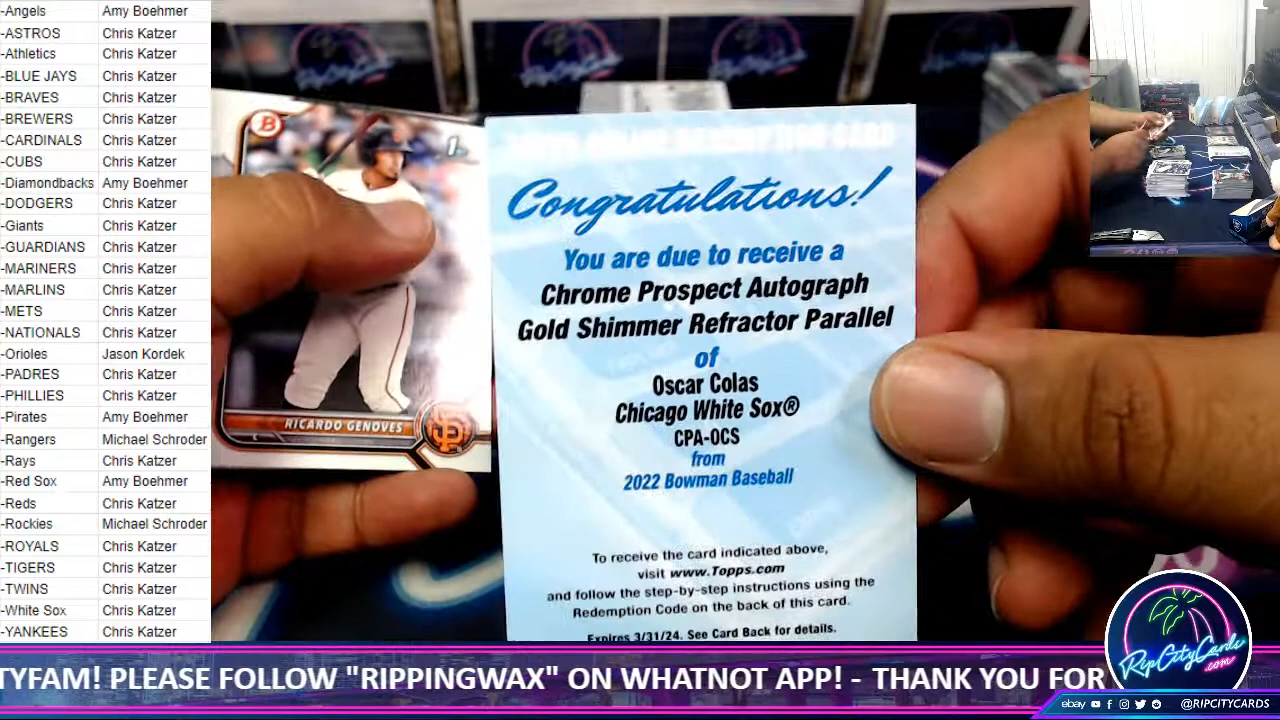 -Angels Amy Boehmer
-ASTROS Chris Katzer
-Athletics Chris Katzer
-BLUE JAYS Chris Katzer
-BRAVES Chris Katzer
-BREWERS Chris Katzer
-CARDINALS Chris Katzer
-CUBS Chris Katzer
-Diamondbacks Amy Boehmer
-DODGERS Chris Katzer
-Giants Chris Katzer
-GUARDIANS Chris Katzer
-MARINERS Chris Katzer
-MARLINS Chris Katzer
-METS Chris Katzer
-NATIONALS Chris Katzer
-Orioles Jason Kordek
-PADRES Chris Katzer
-PHILLIES Chris Katzer
-Pirates Amy Boehmer
-Rangers Michael Schroder
-Rays Chris Katzer
-Red Sox Amy Boehmer
-Reds Chris Katzer
-Rockies Michael Schroder
-ROYALS Chris Katzer
-TIGERS Chris Katzer
-TWINS Chris Katzer
-White Sox Chris Katzer
-YANKEES Chris Katzer
B
1st
RICARDO GENOVES
C
SF
Congratulations!
You are due to receive a
Chrome Prospect Autograph
Gold Shimmer Refractor Parallel
of
Oscar Colas
Chicago White Sox®
CPA-OCS
from
2022 Bowman Baseball
To receive the card indicated above,
visit www.Topps.com
and follow the step-by-step instructions using the
Redemption Code on the back of this card.
Expires 3/31/24. See Card Back for details.
RipCityCards
RipCityCards
TYFAM! PLEASE FOLLOW "RIPPINGWAX" ON WHATNOT APP! - THANK YOU FOR
RipCityCards
.com
ebay @RIPCITYCARDS